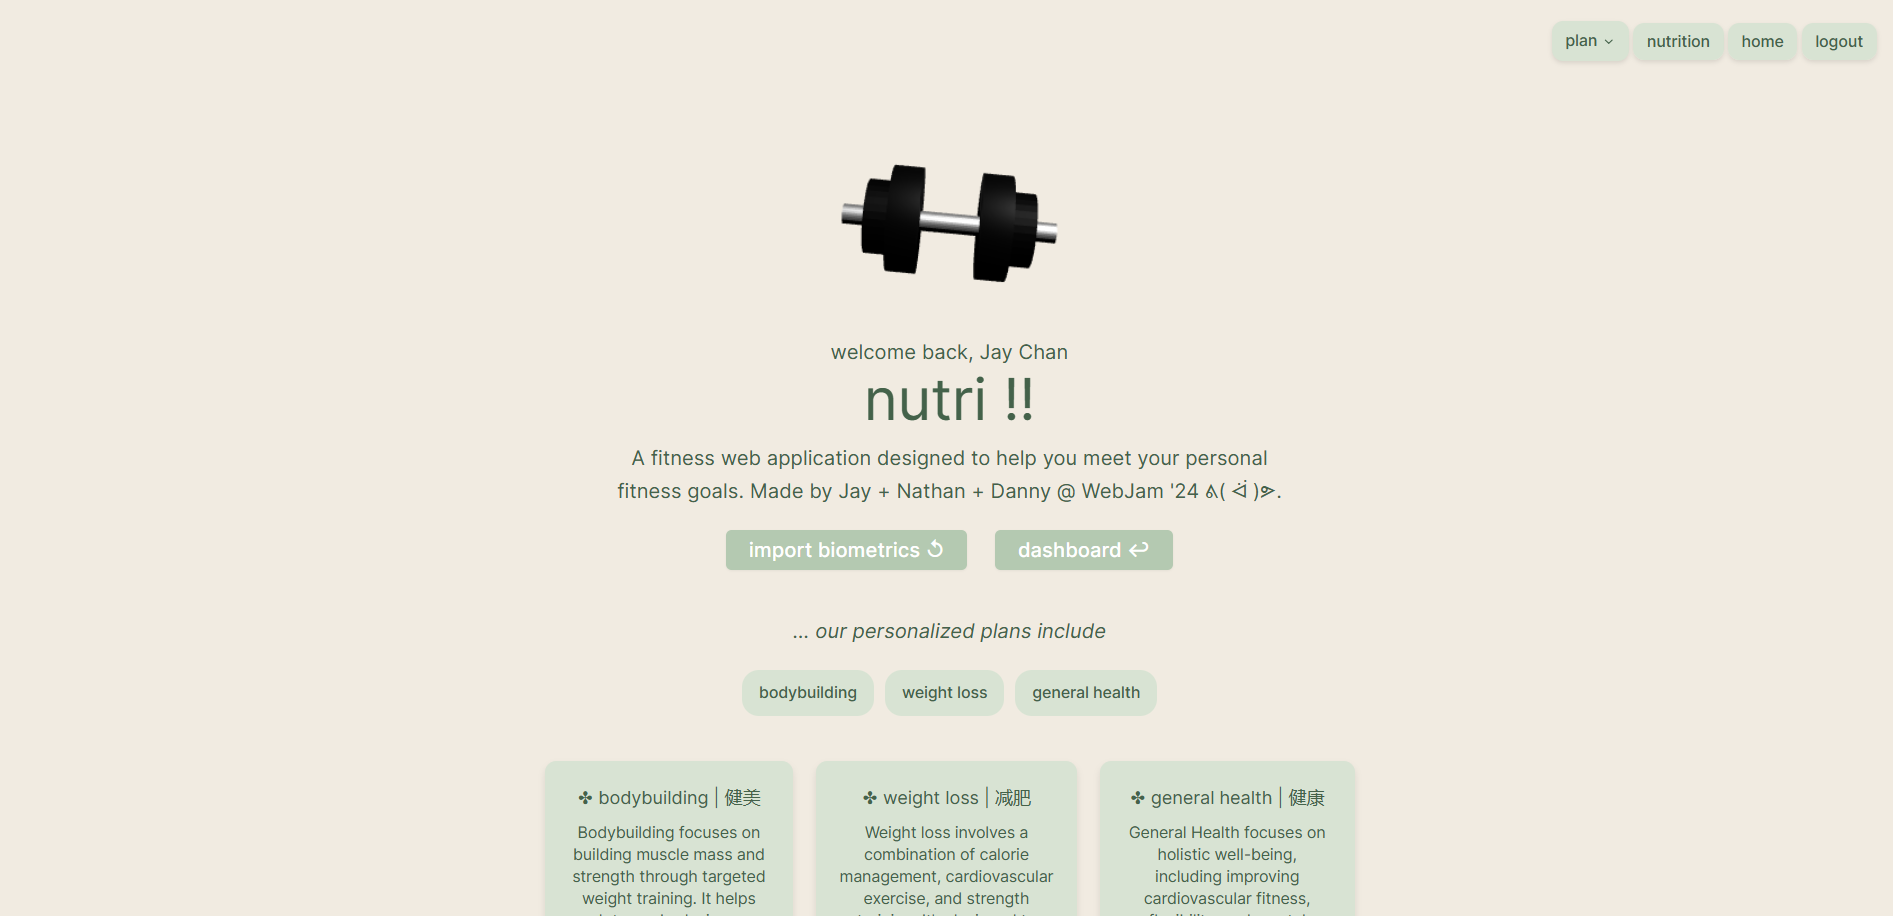 plan
nutrition
home
logout
welcome back, Jay Chan
nutri !!
A fitness web application designed to help you meet your personal
fitness goals. Made by Jay + Nathan + Danny @ WebJam '24
import biometrics
dashboard
... our personalized plans include
bodybuilding
weight loss
general health
✤ bodybuilding | 健美
Bodybuilding focuses on
building muscle mass and
strength through targeted
weight training. It helps
✤ weight loss | 减肥
Weight loss involves a
combination of calorie
management, cardiovascular
exercise, and strength
✤ general health | 健康
General Health focuses on
holistic well-being,
including improving
cardiovascular fitness,